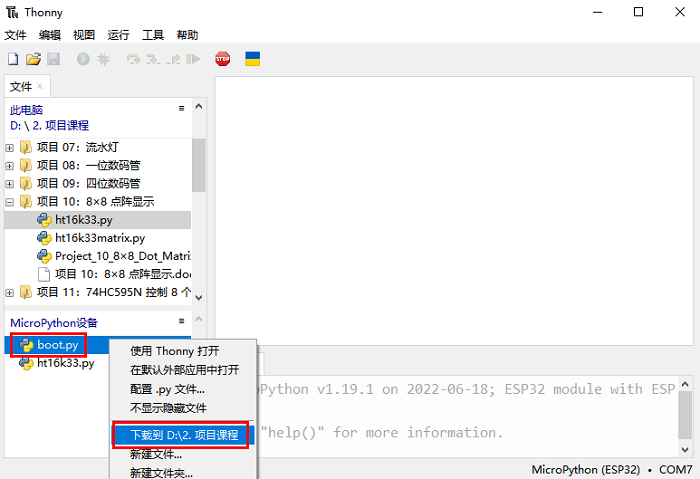 Thonny
文件 编辑 视图 运行 工具 帮助
STOP
文件
此电脑
D: \ 2. 项目课程
项目 07：流水灯
项目 08：一位数码管
项目 09：四位数码管
项目 10：8×8 点阵显示
ht16k33.py
ht16k33matrix.py
Project_10_8×8_Dot_Matri
项目 10：8×8 点阵显示.doc
项目 11：74HC595N 控制 8 个
MicroPython设备
boot.py
ht16k33.py
使用 Thonny 打开
在默认外部应用中打开
配置 .py 文件...
不显示隐藏文件
下载到 D:\2. 项目课程
新建文件...
新建文件夹...
oPython v1.19.1 on 2022-06-18; ESP32 module with ESP
"help()" for more information.
MicroPython (ESP32) • COM7